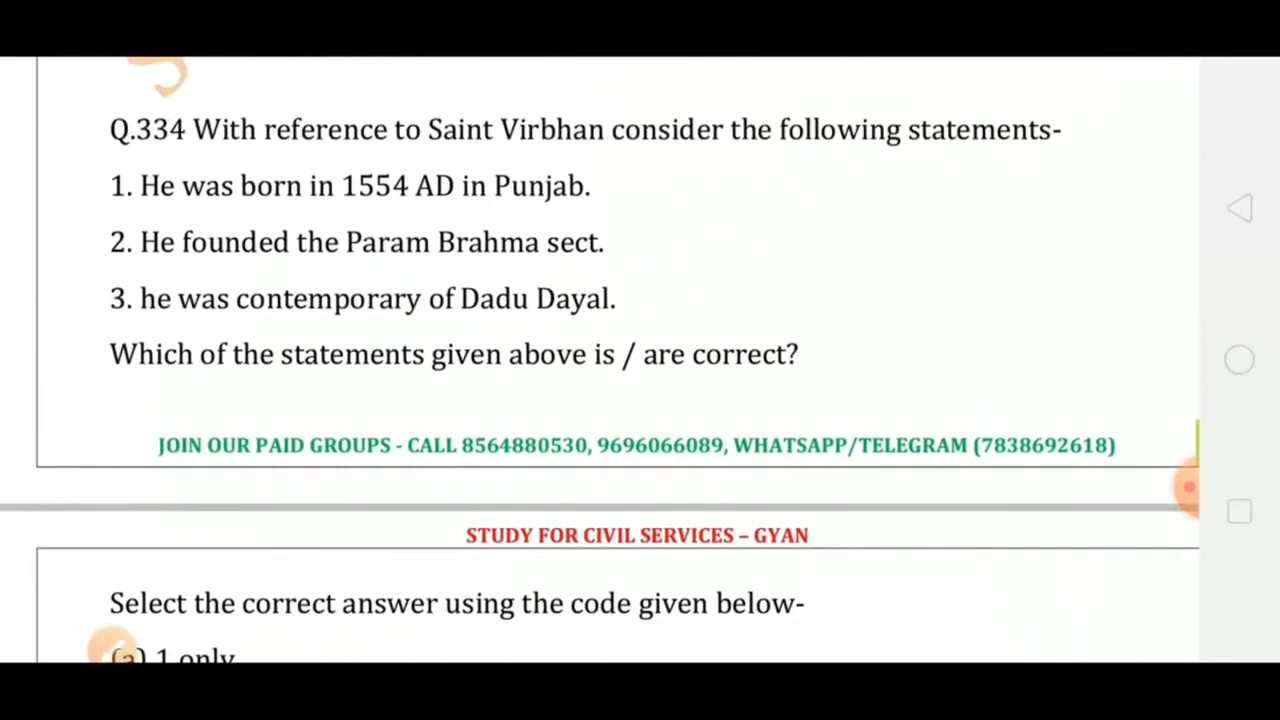 Q.334 With reference to Saint Virbhan consider the following statements-
1. He was born in 1554 AD in Punjab.
2. He founded the Param Brahma sect.
3. he was contemporary of Dadu Dayal.
Which of the statements given above is / are correct?
JOIN OUR PAID GROUPS - CALL 8564880530, 9696066089, WHATSAPP/TELEGRAM (7838692618)
STUDY FOR CIVIL SERVICES – GYAN
Select the correct answer using the code given below-
(a) 1 only